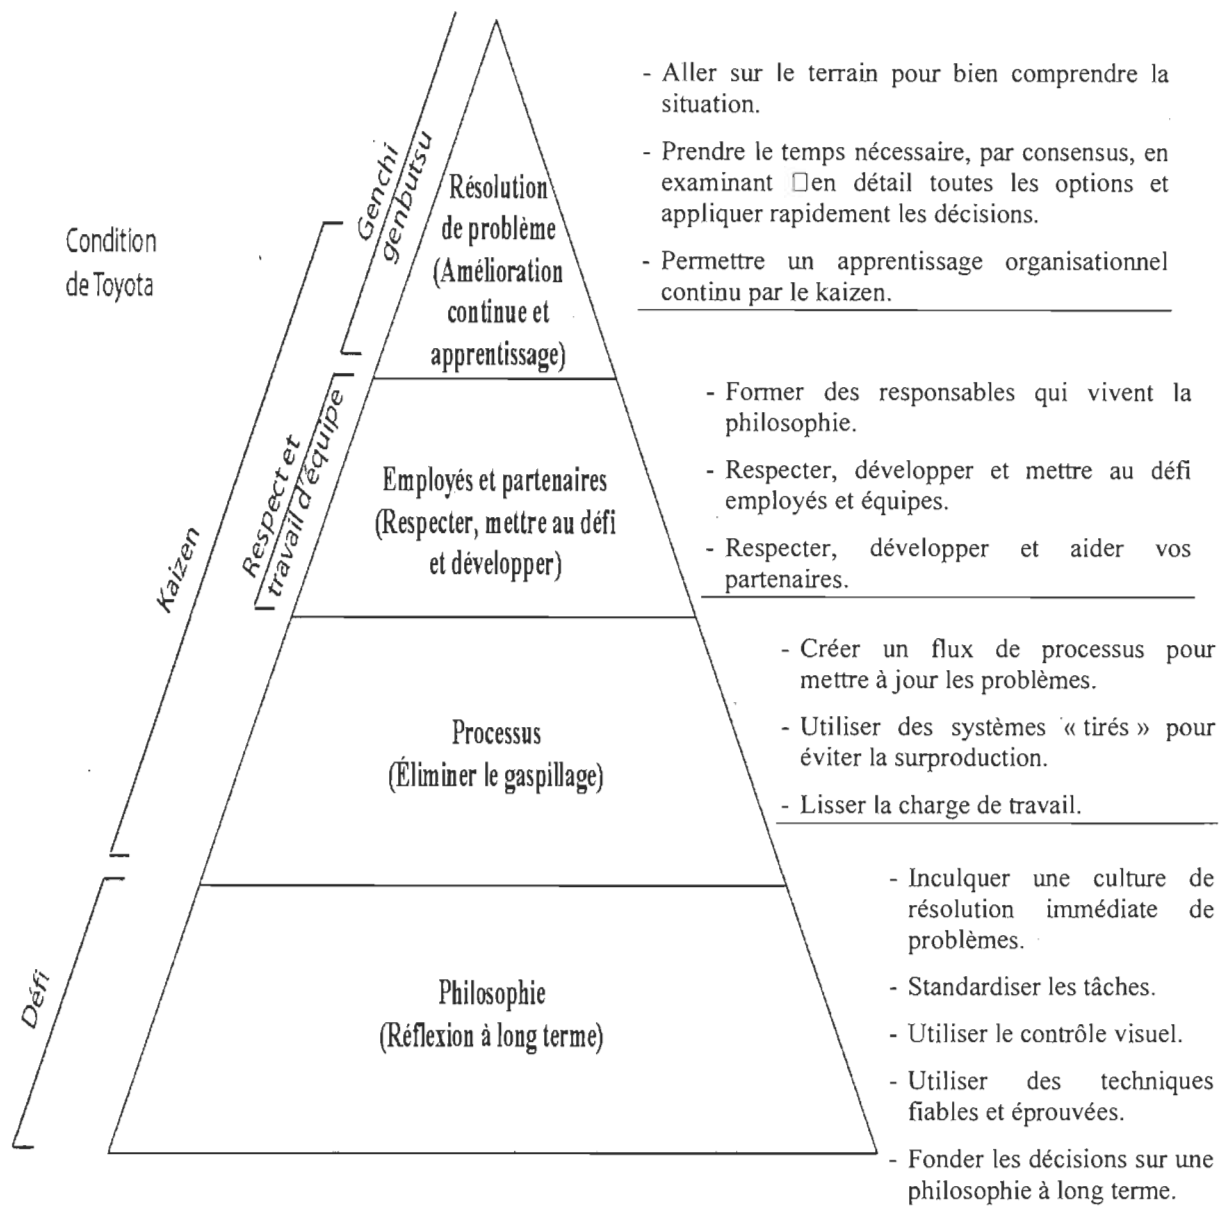 Condition
de Toyota
Genchi
genbutsu
Respect et
travail d'équipe
Kaizen
Défi
Résolution
de problème
(Amélioration
continue et
apprentissage)
Employés et partenaires
(Respecter, mettre au défi
et développer)
Processus
(Éliminer le gaspillage)
Philosophie
(Réflexion à long terme)
- Aller sur le terrain pour bien comprendre la
situation.
- Prendre le temps nécessaire, par consensus, en
examinant □en détail toutes les options et
appliquer rapidement les décisions.
- Permettre un apprentissage organisationnel
continu par le kaizen.
- Former des responsables qui vivent la
philosophie.
- Respecter, développer et mettre au défi
employés et équipes.
- Respecter, développer et aider vos
partenaires.
- Créer un flux de processus pour
mettre à jour les problèmes.
- Utiliser des systèmes « tirés » pour
éviter la surproduction.
- Lisser la charge de travail.
- Inculquer une culture de
résolution immédiate de
problèmes.
- Standardiser les tâches.
- Utiliser le contrôle visuel.
- Utiliser des techniques
fiables et éprouvées.
- Fonder les décisions sur une
philosophie à long terme.